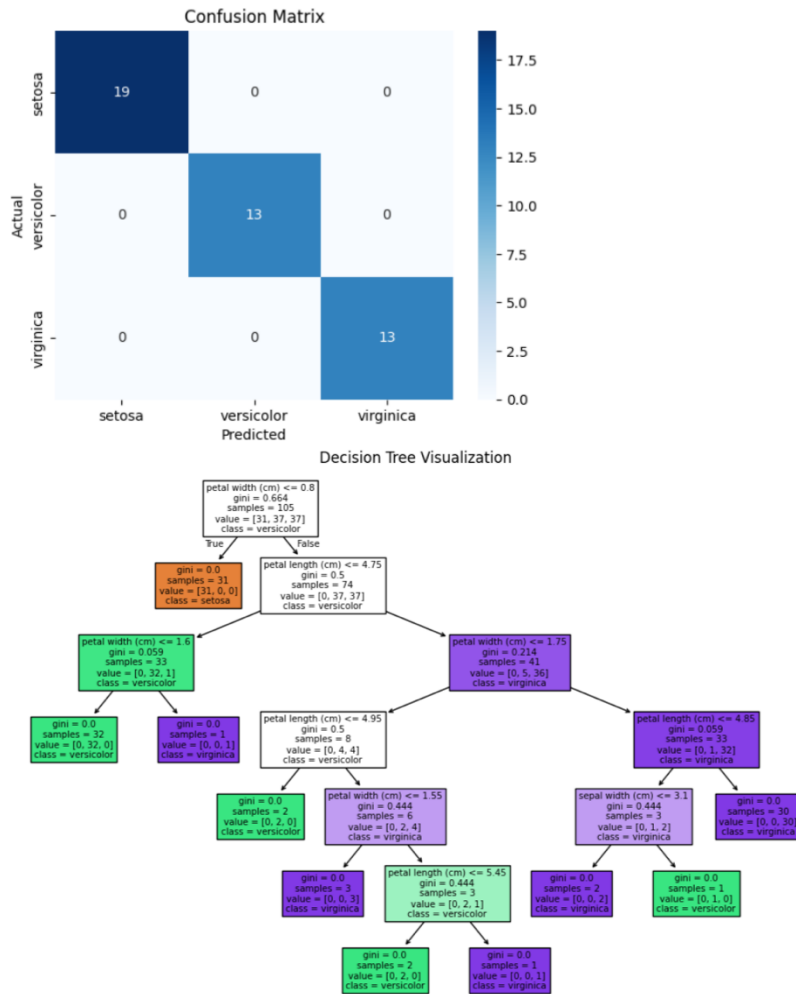 Confusion Matrix
setosa
19
0
0
Actual
versicolor
0
13
0
virginica
0
0
13
setosa
versicolor
virginica
Predicted
17.5
15.0
12.5
10.0
7.5
5.0
2.5
0.0
Decision Tree Visualization
petal width (cm) <= 0.8
gini = 0.664
samples = 105
value = [31, 37, 37]
class = versicolor
True
False
gini = 0.0
samples = 31
value = [31, 0, 0]
class = setosa
petal length (cm) <= 4.75
gini = 0.5
samples = 74
value = [0, 37, 37]
class = versicolor
petal width (cm) <= 1.6
gini = 0.059
samples = 33
value = [0, 32, 1]
class = versicolor
petal width (cm) <= 1.75
gini = 0.214
samples = 41
value = [0, 5, 36]
class = virginica
gini = 0.0
samples = 32
value = [0, 32, 0]
class = versicolor
gini = 0.0
samples = 1
value = [0, 0, 1]
class = virginica
petal length (cm) <= 4.95
gini = 0.5
samples = 8
value = [0, 4, 4]
class = versicolor
petal length (cm) <= 4.85
gini = 0.059
samples = 33
value = [0, 1, 32]
class = virginica
gini = 0.0
samples = 2
value = [0, 2, 0]
class = versicolor
petal width (cm) <= 1.55
gini = 0.444
samples = 6
value = [0, 2, 4]
class = virginica
sepal width (cm) <= 3.1
gini = 0.444
samples = 3
value = [0, 1, 2]
class = virginica
gini = 0.0
samples = 30
value = [0, 0, 30]
class = virginica
gini = 0.0
samples = 3
value = [0, 0, 3]
class = virginica
petal length (cm) <= 5.45
gini = 0.444
samples = 3
value = [0, 2, 1]
class = versicolor
gini = 0.0
samples = 2
value = [0, 0, 2]
class = virginica
gini = 0.0
samples = 1
value = [0, 1, 0]
class = versicolor
gini = 0.0
samples = 2
value = [0, 2, 0]
class = versicolor
gini = 0.0
samples = 1
value = [0, 0, 1]
class = virginica